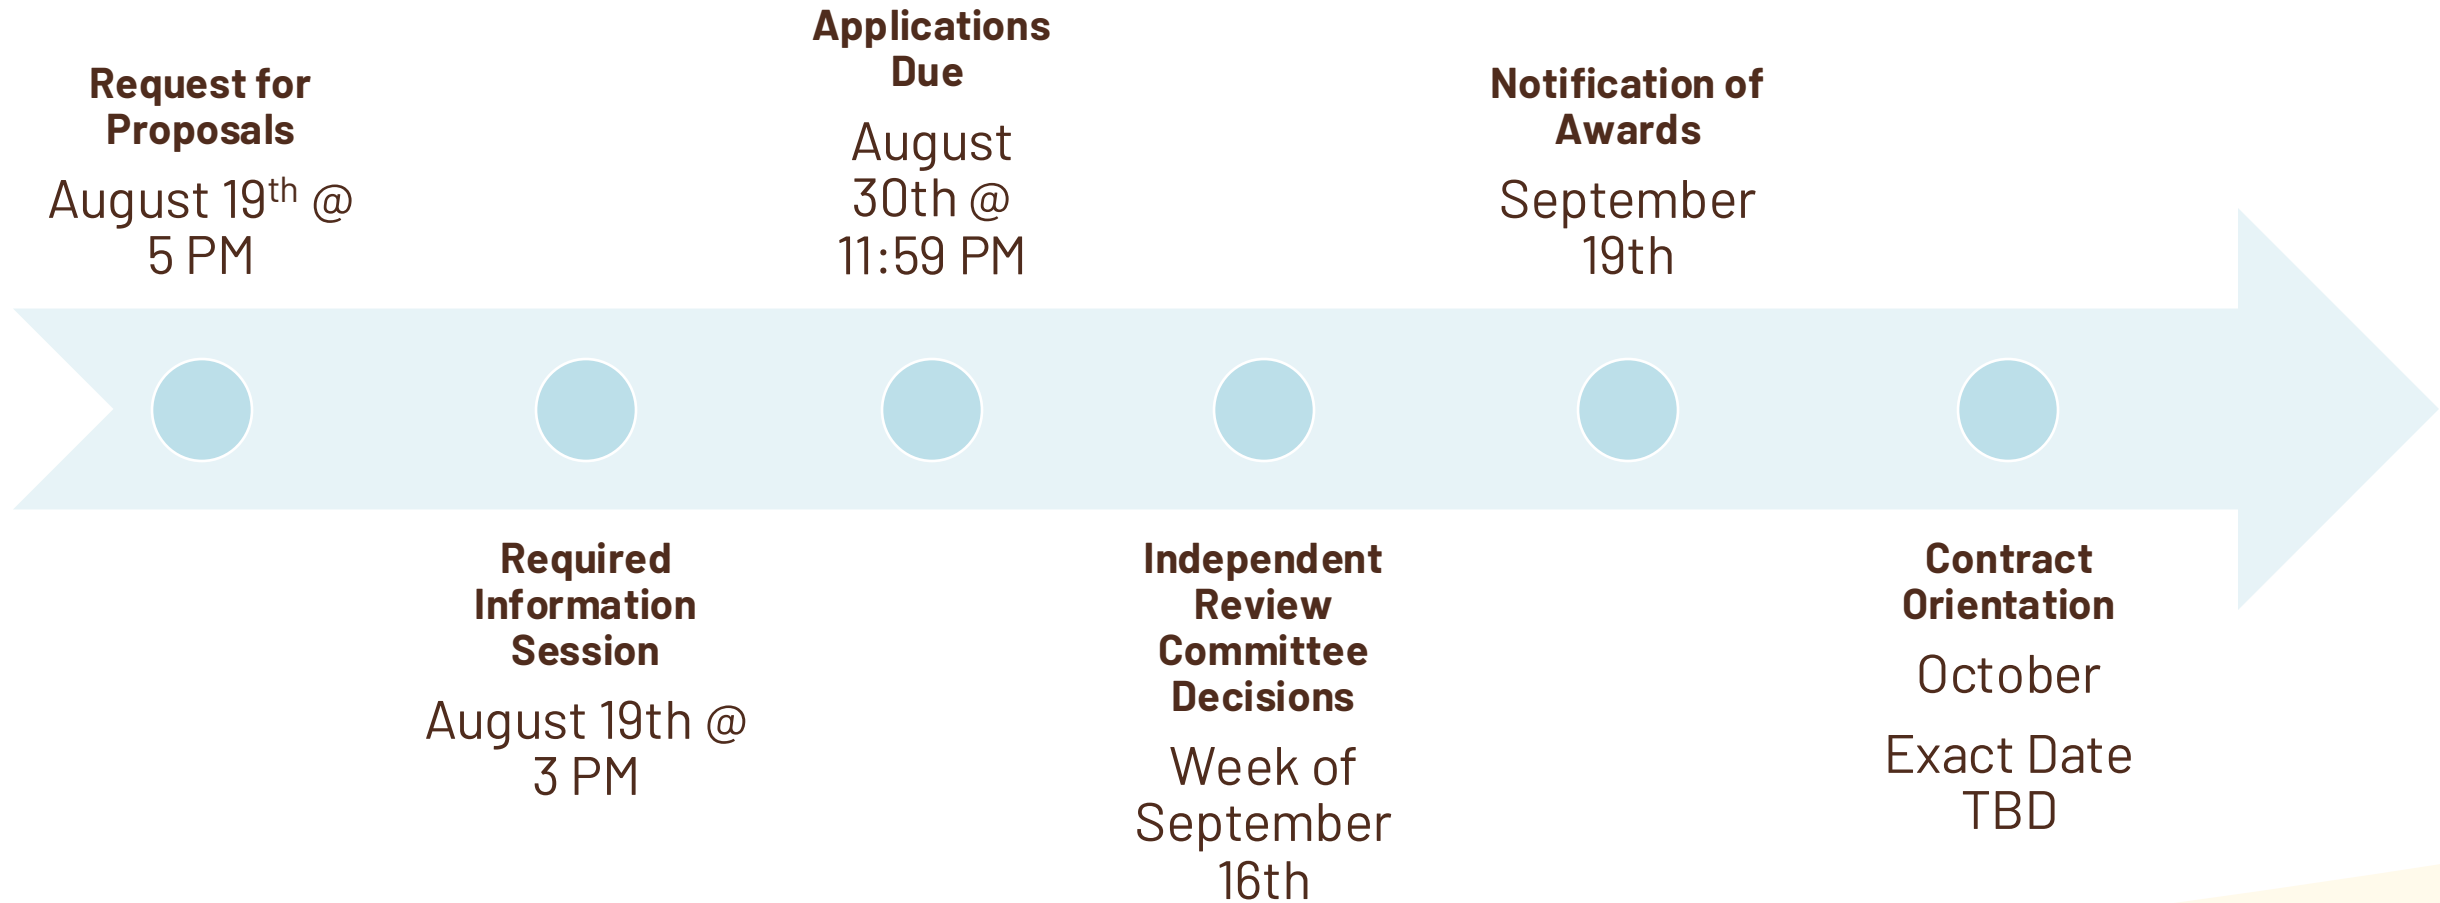 Request for
Proposals
August 19th @
5 PM
Required
Information
Session
August 19th @
3 PM
Applications
Due
August
30th @
11:59 PM
Independent
Review
Committee
Decisions
Week of
September
16th
Notification of
Awards
September
19th
Contract
Orientation
October
Exact Date
TBD